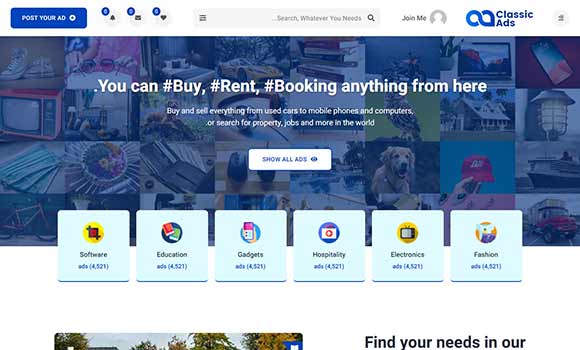 POST YOUR AD
0
0
0
...Search, Whatever You Needs
Join Me
Classic
Ads
.You can #Buy, #Rent, #Booking anything from here
Buy and sell everything from used cars to mobile phones and computers,
.or search for property, jobs and more in the world
SHOW ALL ADS
Software
ads (4,521)
Education
ads (4,521)
Gadgets
ads (4,521)
Hospitality
ads (4,521)
Electronics
ads (4,521)
Fashion
ads (4,521)
Find your needs in our